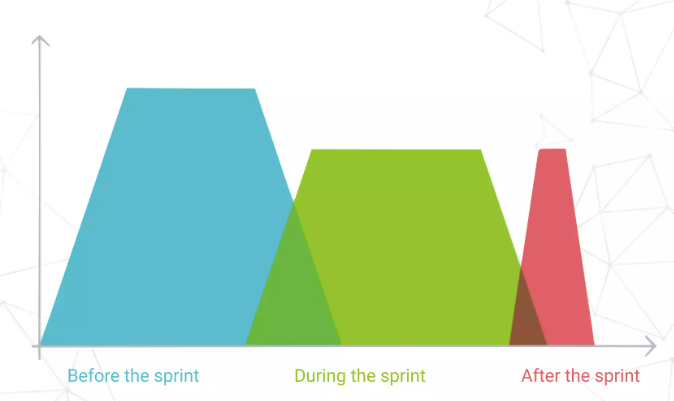 Before the sprint
During the sprint
After the sprint